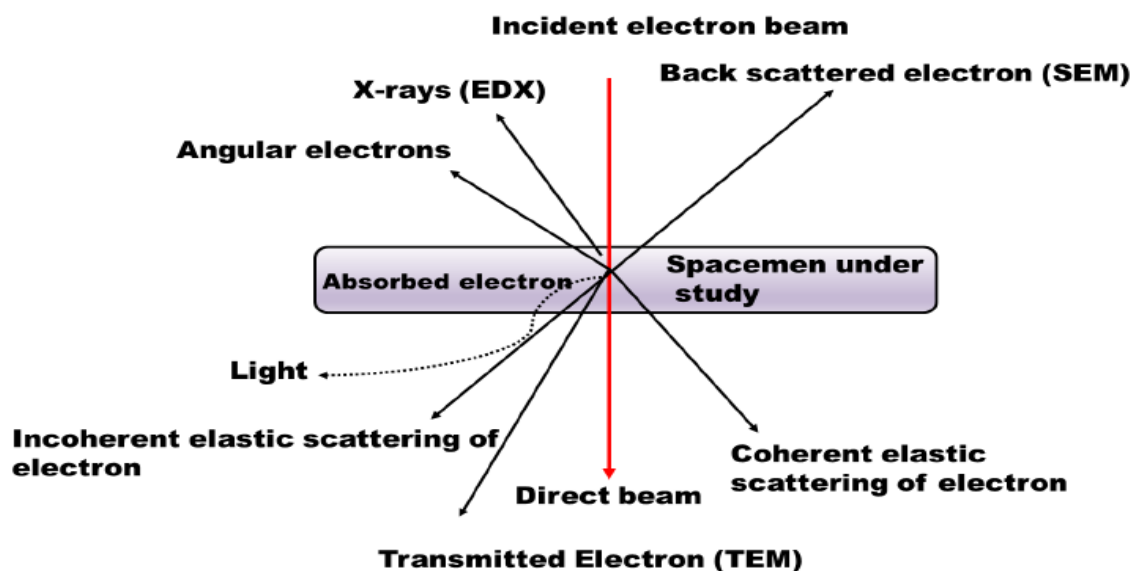 Incident electron beam
Back scattered electron (SEM)
X-rays (EDX)
Angular electrons
Absorbed electron
Spacemen under
study
Light
Incoherent elastic scattering of
electron
Coherent elastic
scattering of electron
Direct beam
Transmitted Electron (TEM)